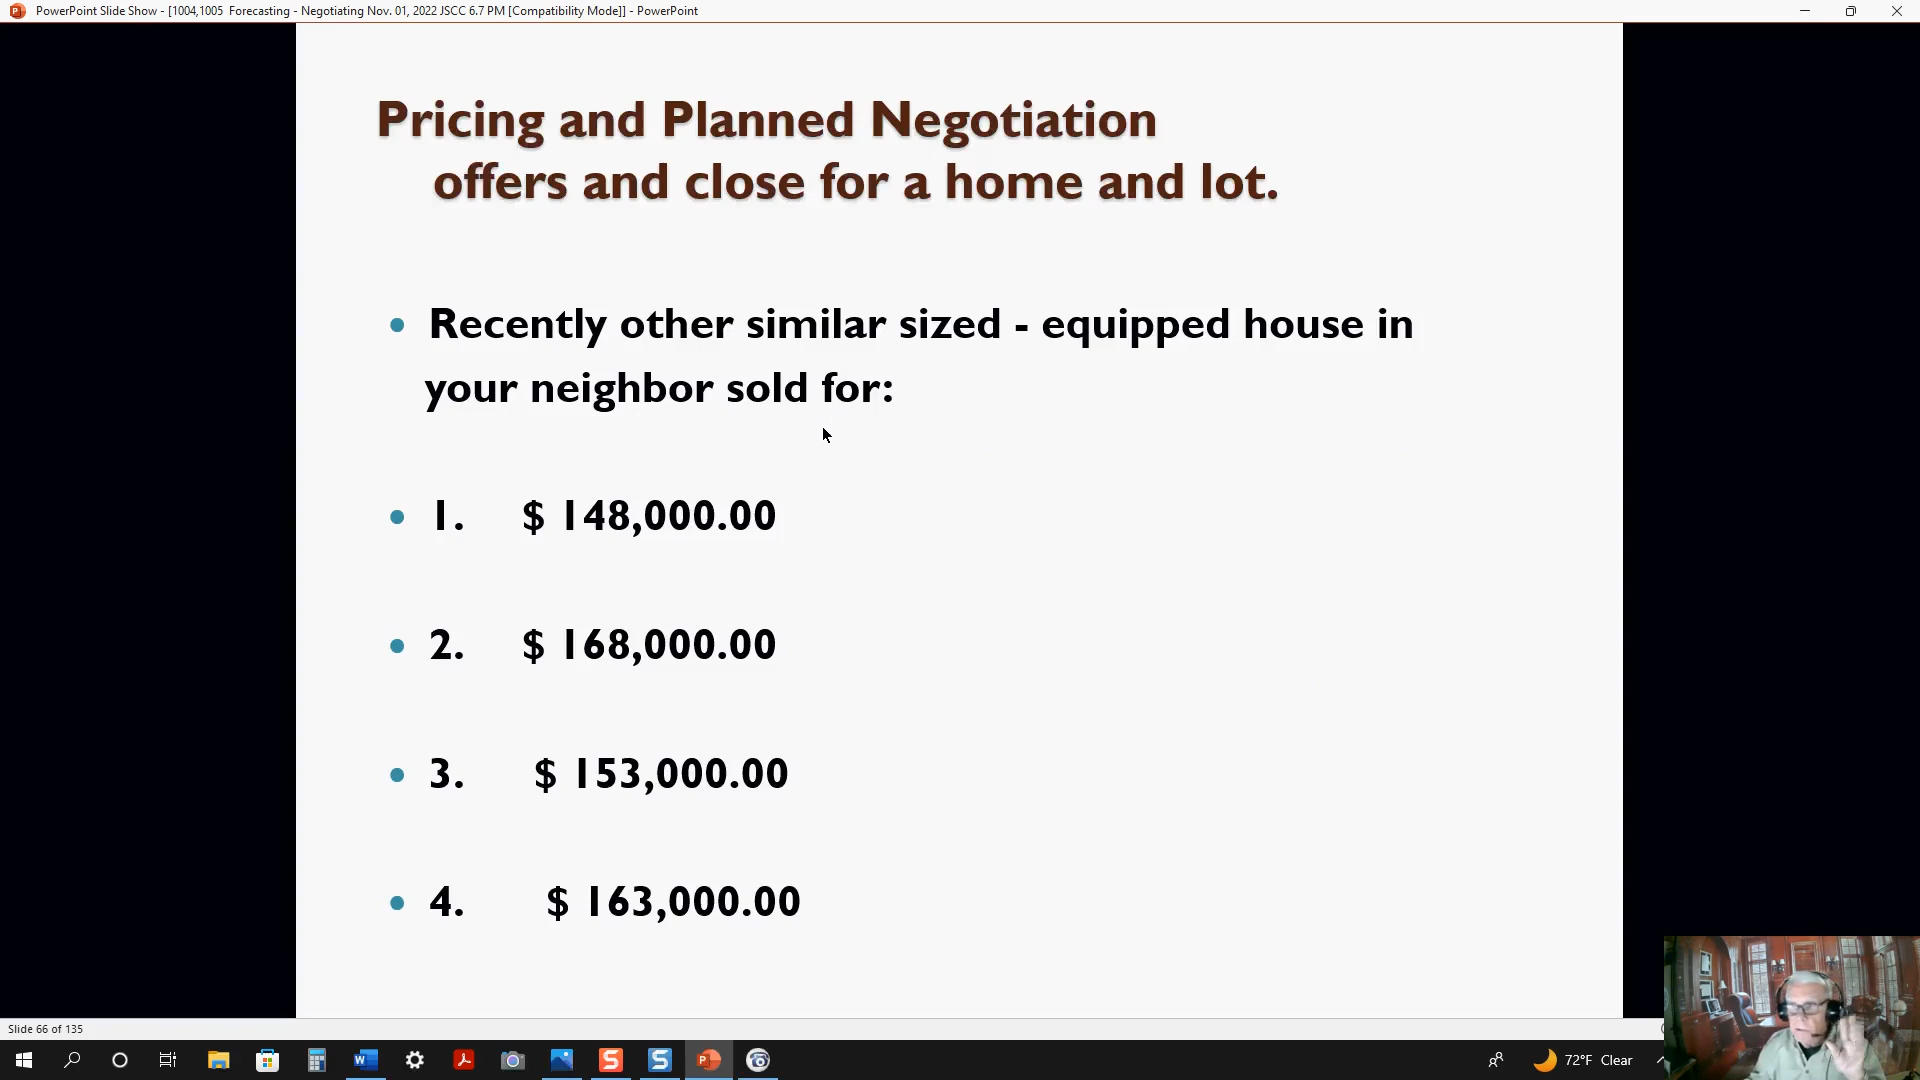 PowerPoint Slide Show - [1004,1005 Forecasting - Negotiating Nov. 01, 2022 JSCC 6.7 PM [Compatibility Mode]] - PowerPoint
Pricing and Planned Negotiation
offers and close for a home and lot.
• Recently other similar sized - equipped house in
your neighbor sold for:
• 1. $ 148,000.00
• 2. $ 168,000.00
• 3. $ 153,000.00
• 4. $ 163,000.00
Slide 66 of 135
72°F Clear